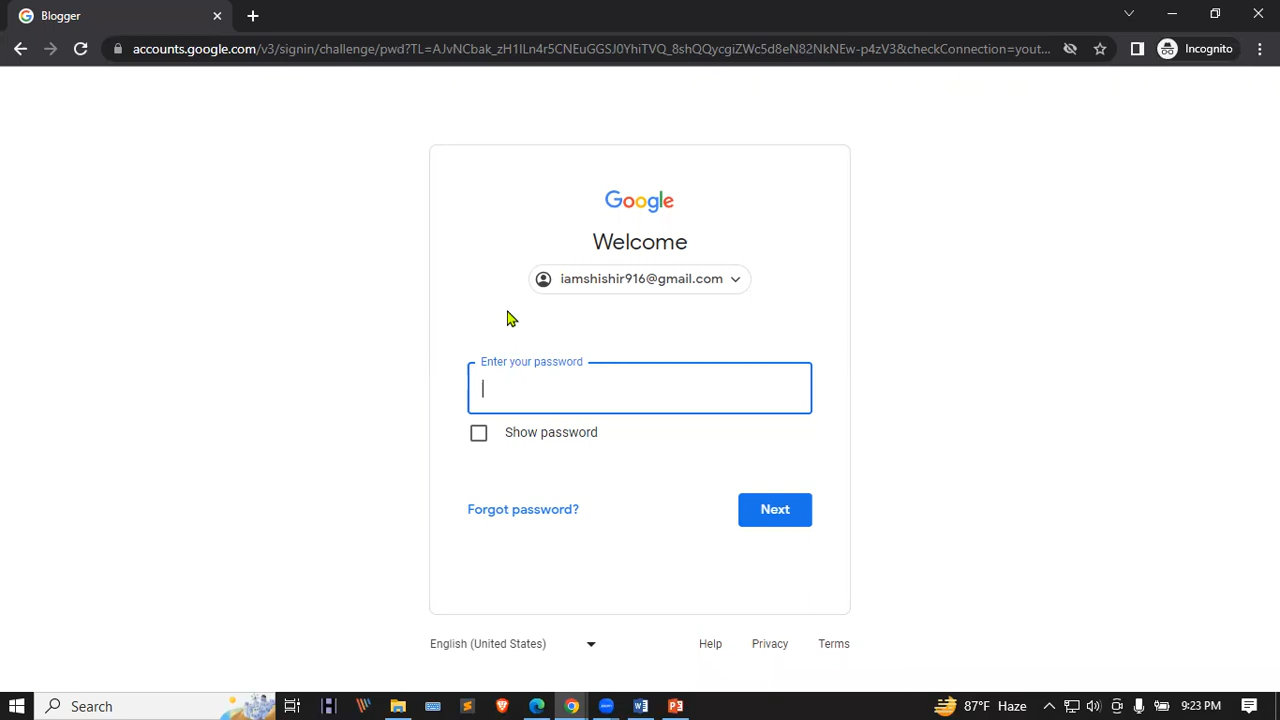 Blogger
accounts.google.com/v3/signin/challenge/pwd?TL=AJvNCbak_zH1lLn4r5CNEuGGSJ0YhiTVQ_8shQQycgiZWc5d8eN82NkNEw-p4zV3&checkConnection=yout...
Incognito
Google
Welcome
iamshishir916@gmail.com
Enter your password
Show password
Forgot password?
Next
English (United States)
Help
Privacy
Terms
Search
87°F Haze
9:23 PM